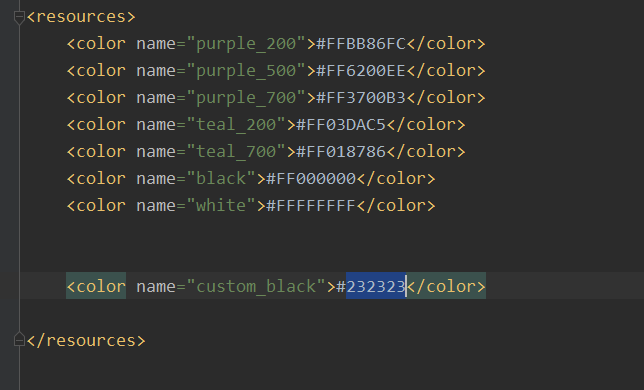 <resources>
<color name="purple_200">#FFBB86FC</color>
<color name="purple_500">#FF6200EE</color>
<color name="purple_700">#FF3700B3</color>
<color name="teal_200">#FF03DAC5</color>
<color name="teal_700">#FF018786</color>
<color name="black">#FF000000</color>
<color name="white">#FFFFFFFF</color>
<color name="custom_black">#232323</color>
</resources>